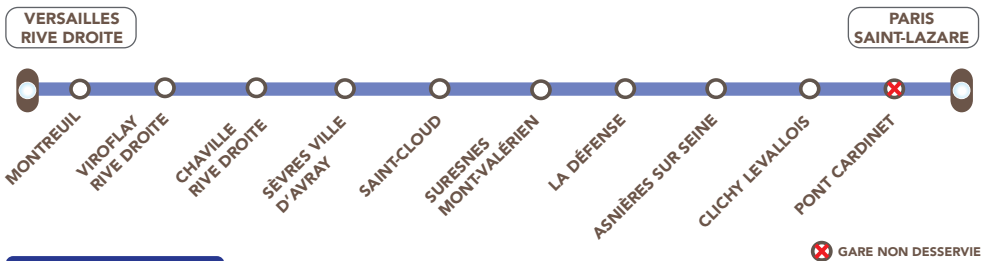 VERSAILLES
RIVE DROITE
PARIS
SAINT-LAZARE
MONTREUIL
VIROFLAY
RIVE DROITE
CHAVILLE
RIVE DROITE
SÈVRES VILLE
D'AVRAY
SAINT-CLOUD
SURESNES
MONT-VALÉRIEN
LA DÉFENSE
ASNIÈRES SUR SEINE
CLICHY LEVALLOIS
PONT CARDINET
GARE NON DESSERVIE